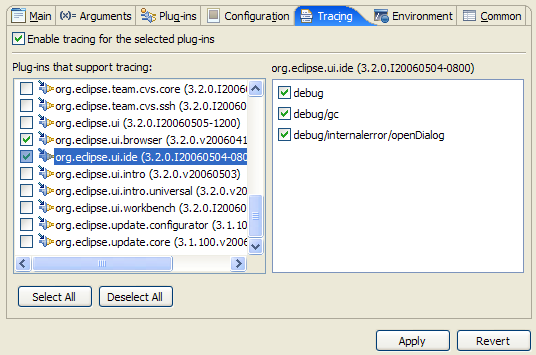 Main (x)= Arguments Plug-ins Configuration Tracing Environment Common
Enable tracing for the selected plug-ins
Plug-ins that support tracing:
org.eclipse.team.cvs.core (3.2.0.I20060
org.eclipse.team.cvs.ssh (3.2.0.I20060
org.eclipse.ui (3.2.0.I20060505-1200)
org.eclipse.ui.browser (3.2.0.v2006041
org.eclipse.ui.ide (3.2.0.I20060504-080
org.eclipse.ui.intro (3.2.0.v20060503)
org.eclipse.ui.intro.universal (3.2.0.v20
org.eclipse.ui.workbench (3.2.0.I20060
org.eclipse.update.configurator (3.1.10
org.eclipse.update.core (3.1.100.v2006
org.eclipse.ui.ide (3.2.0.I20060504-0800)
debug
debug/gc
debug/internalerror/openDialog
Select All Deselect All
Apply Revert